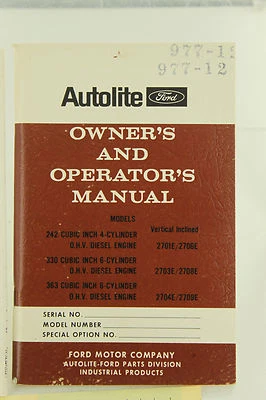 977-12
977-12
Autolite Ford
OWNER'S
AND
OPERATOR'S
MANUAL
MODELS
Vertical Inclined
242 CUBIC INCH 4-CYLINDER
O.H.V. DIESEL ENGINE 2701E/2706E
330 CUBIC INCH 6-CYLINDER
O.H.V. DIESEL ENGINE 2703E/2708E
363 CUBIC INCH 6-CYLINDER
O.H.V. DIESEL ENGINE 2704E/2709E
SERIAL NO.
MODEL NUMBER
SPECIAL OPTION NO.
FORD MOTOR COMPANY
AUTOLITE-FORD PARTS DIVISION
INDUSTRIAL PRODUCTS